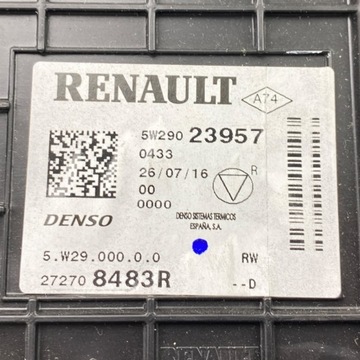 RENAULT
A74
5W290 23957
0433
26/07/16 R
00
0000
DENSO
DENSO SISTEMAS TERMICOS
ESPAÑA, S.A.
5.W29.000.0.0 RW
27270 8483R --D